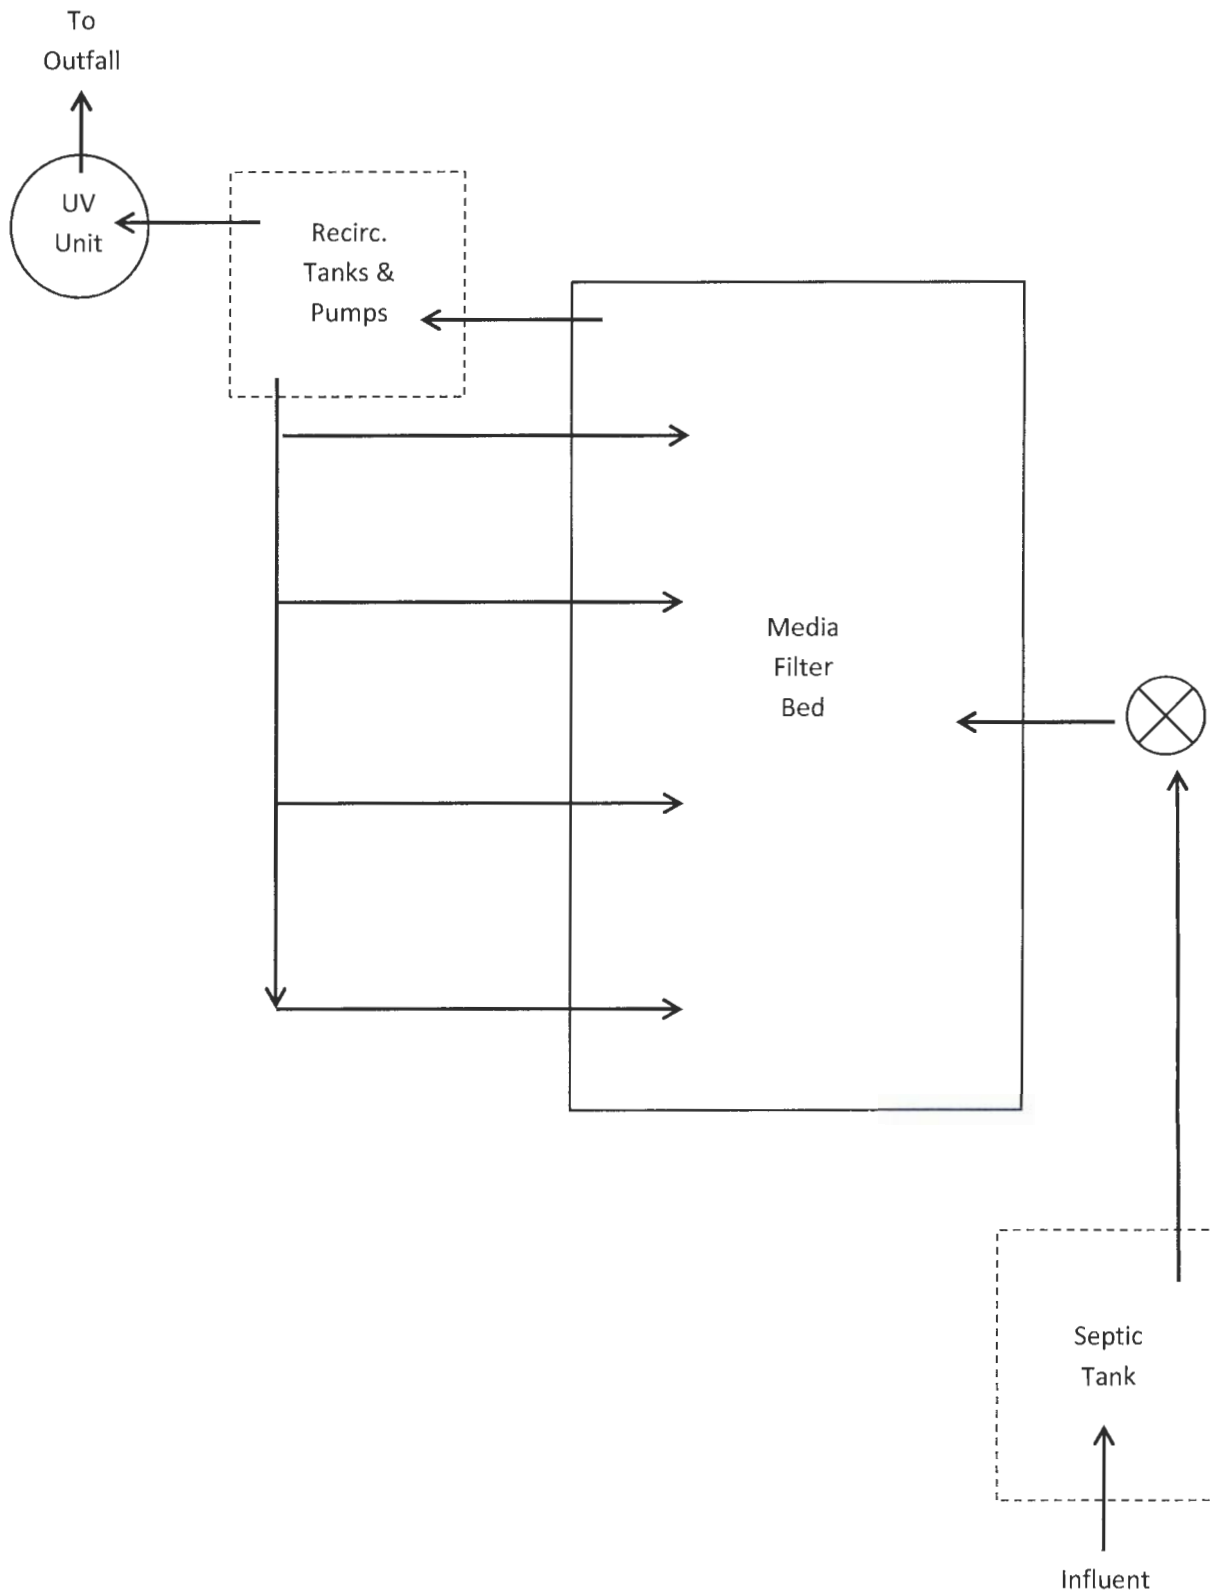 To
Outfall
UV
Unit
Recirc.
Tanks &
Pumps
Media
Filter
Bed
Septic
Tank
Influent